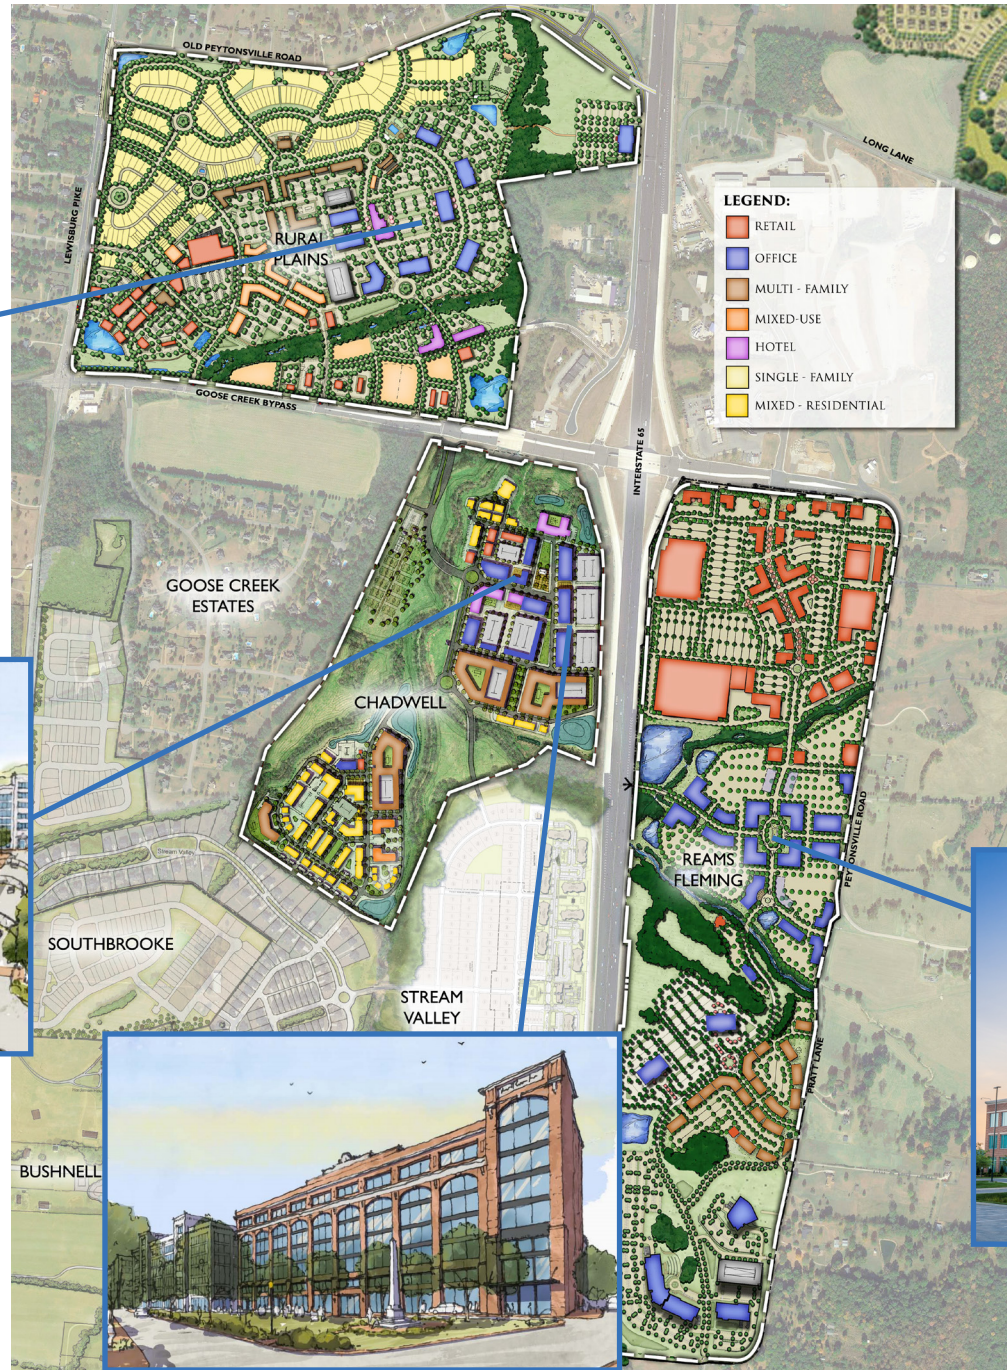 OLD PEYTONSVILLE ROAD
LONG LANE
LEWISBURG PIKE
LEGEND:
RETAIL
OFFICE
MULTI - FAMILY
MIXED-USE
HOTEL
SINGLE - FAMILY
MIXED - RESIDENTIAL
RURAL
PLAINS
GOOSE CREEK BYPASS
INTERSTATE 65
GOOSE CREEK
ESTATES
CHADWELL
PEYTONSVILLE ROAD
REAMS
FLEMING
Stream Valley
SOUTHBROOKE
STREAM
VALLEY
PRATT LANE
BUSHNELL